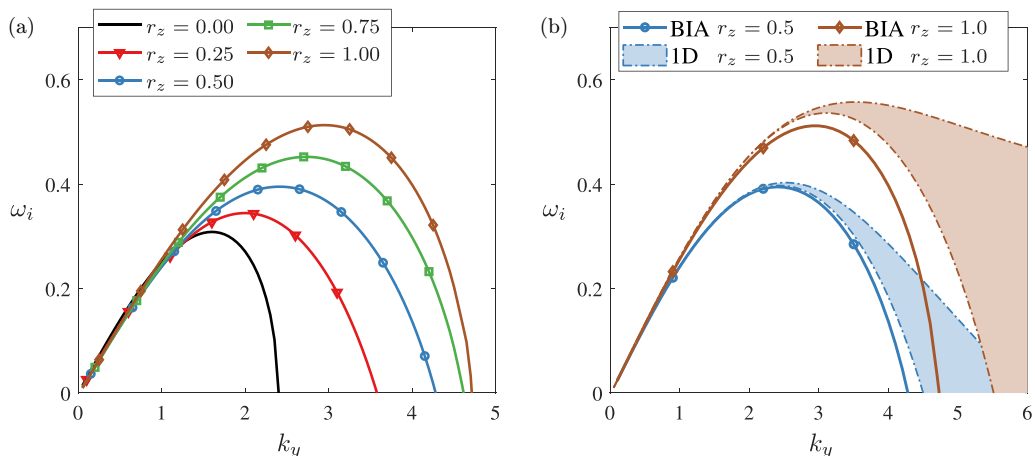 (a)
r_z = 0.00
r_z = 0.75
r_z = 0.25
r_z = 1.00
r_z = 0.50
0.6
0.4
ω_i
0.2
0
0 1 2 3 4 5
k_y
(b)
BIA r_z = 0.5 BIA r_z = 1.0
1D r_z = 0.5 1D r_z = 1.0
0.6
0.4
ω_i
0.2
0
0 1 2 3 4 5 6
k_y